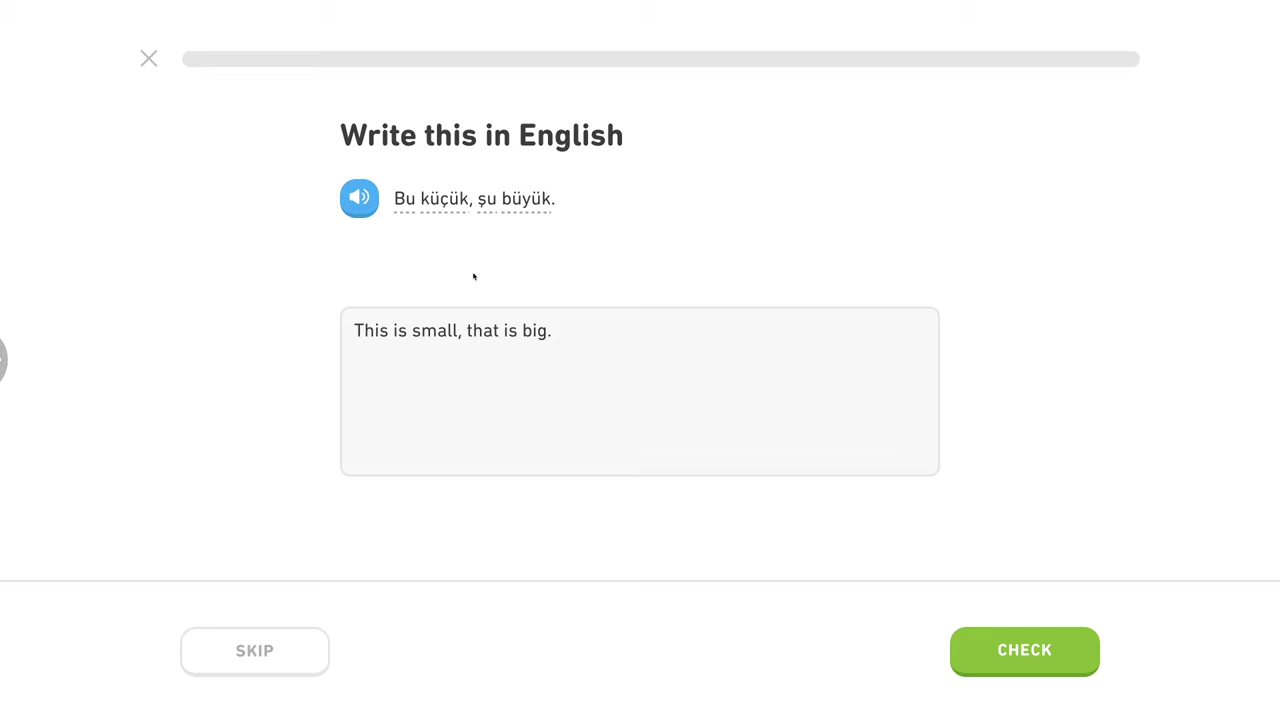 Write this in English
Bu küçük, şu büyük.
This is small, that is big.
SKIP
CHECK